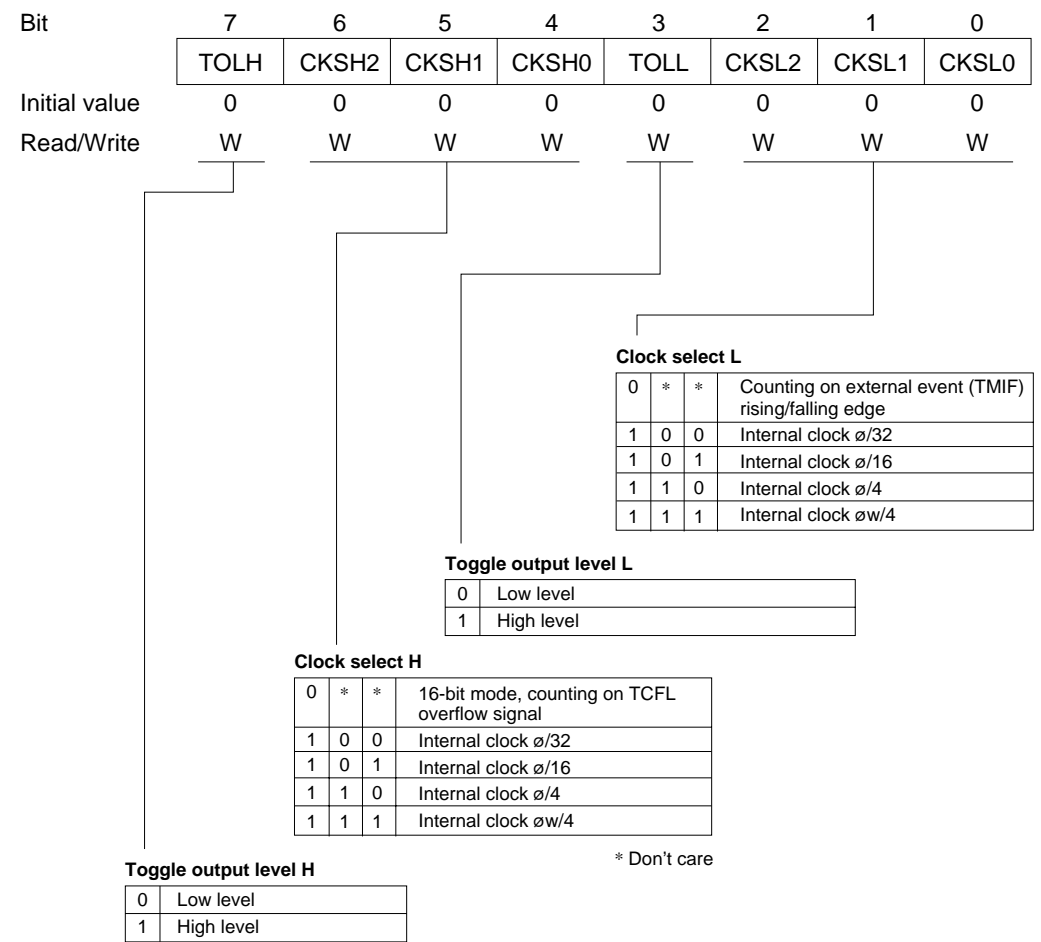 Bit 7 6 5 4 3 2 1 0
TOLH CKSH2 CKSH1 CKSH0 TOLL CKSL2 CKSL1 CKSL0
Initial value 0 0 0 0 0 0 0 0
Read/Write W W W W W W W W
Clock select L
0 * * Counting on external event (TMIF)
rising/falling edge
1 0 0 Internal clock ø/32
1 0 1 Internal clock ø/16
1 1 0 Internal clock ø/4
1 1 1 Internal clock øw/4
Toggle output level L
0 Low level
1 High level
Clock select H
0 * * 16-bit mode, counting on TCFL
overflow signal
1 0 0 Internal clock ø/32
1 0 1 Internal clock ø/16
1 1 0 Internal clock ø/4
1 1 1 Internal clock øw/4
* Don't care
Toggle output level H
0 Low level
1 High level